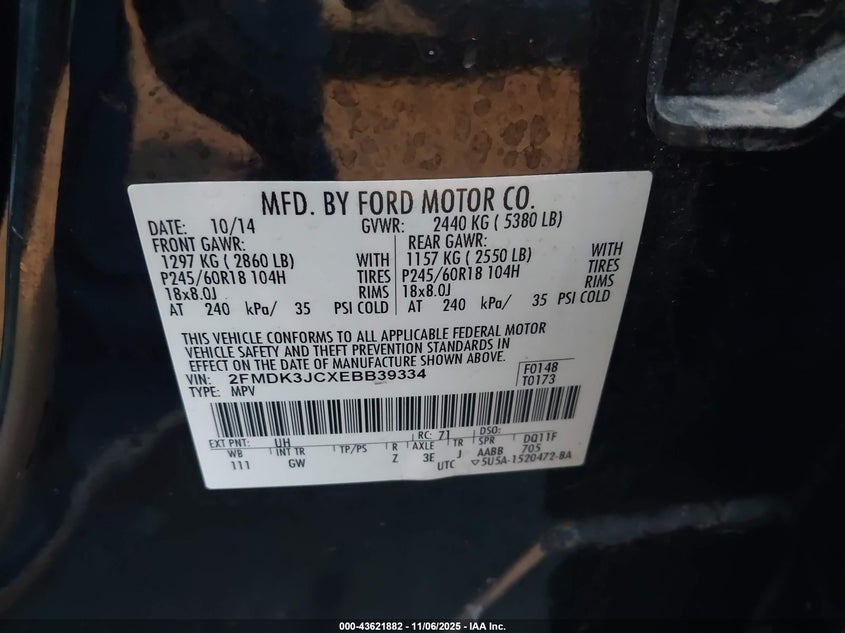 MFD. BY FORD MOTOR CO.
DATE: 10/14 GVWR: 2440 KG ( 5380 LB)
FRONT GAWR: REAR GAWR:
1297 KG ( 2860 LB) WITH 1157 KG ( 2550 LB) WITH
P245/60R18 104H TIRES P245/60R18 104H TIRES
18x8.0J RIMS 18x8.0J RIMS
AT 240 kPa/ 35 PSI COLD AT 240 kPa/ 35 PSI COLD
THIS VEHICLE CONFORMS TO ALL APPLICABLE FEDERAL MOTOR
VEHICLE SAFETY AND THEFT PREVENTION STANDARDS IN
EFFECT ON THE DATE OF MANUFACTURE SHOWN ABOVE.
VIN: 2FMDK3JCXEBB39334 F0148
TYPE: MPV T0173
EXT PNT: UH RC: 71 DSO: DQ11F
WB INT TR TP/PS R AXLE TR SPR 705
111 GW Z 3E J AABB
UTC ▽5U5A-1520472-BA
000-43621882 - 11/06/2025 - IAA, Inc.